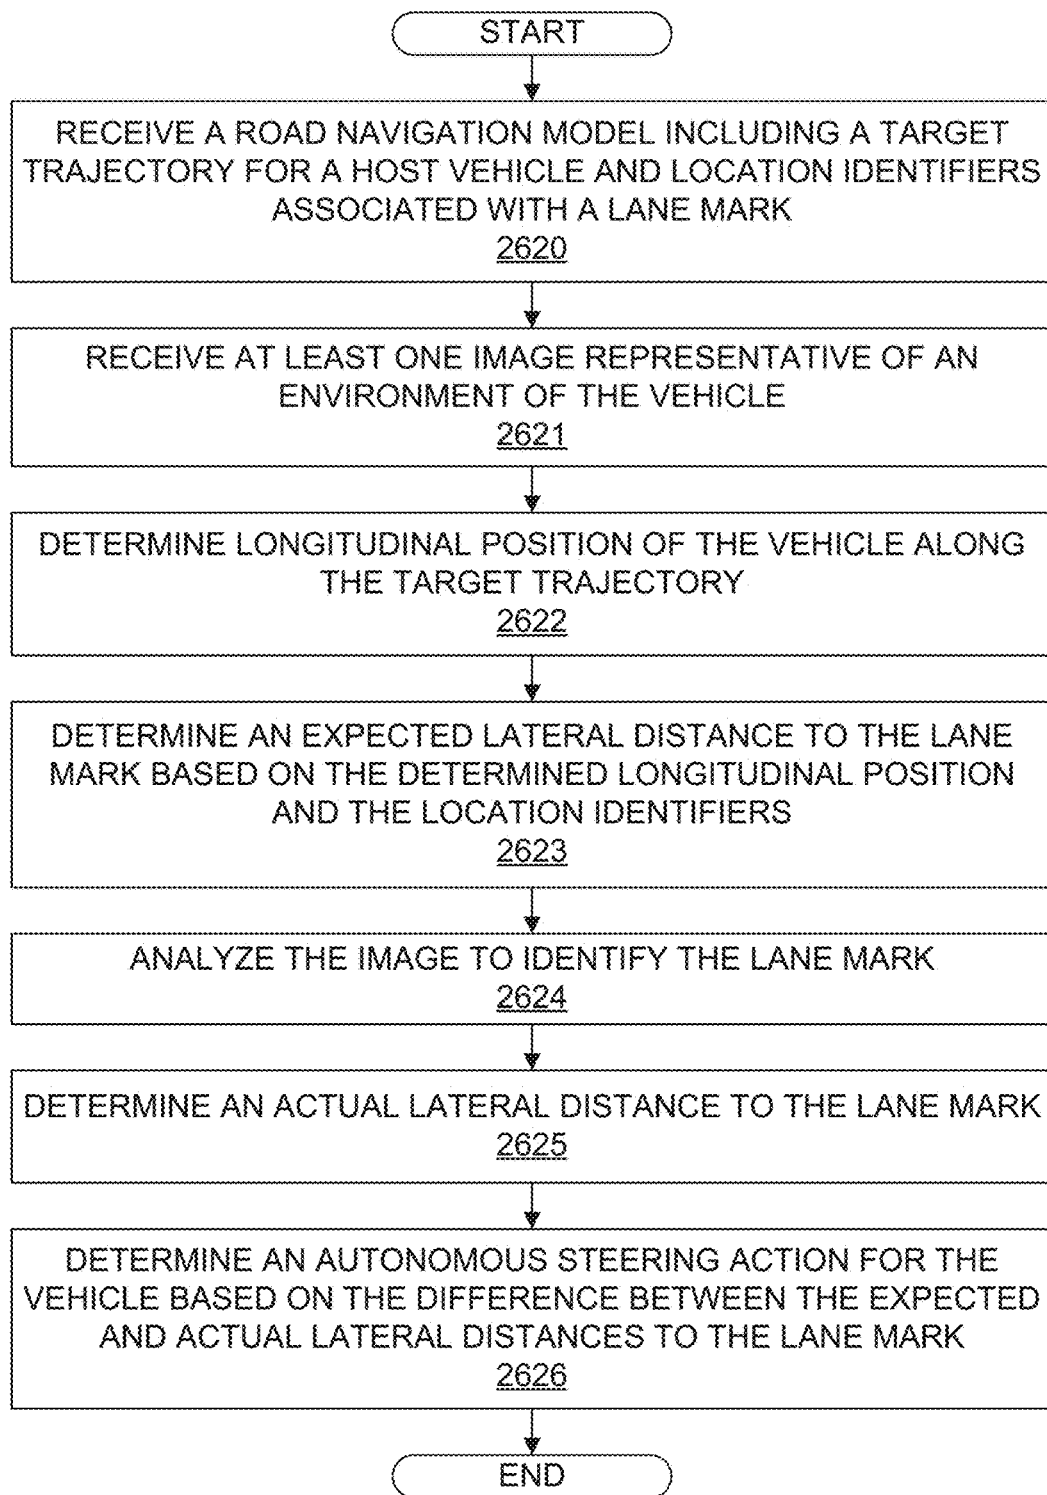 START
RECEIVE A ROAD NAVIGATION MODEL INCLUDING A TARGET
TRAJECTORY FOR A HOST VEHICLE AND LOCATION IDENTIFIERS
ASSOCIATED WITH A LANE MARK
2620
RECEIVE AT LEAST ONE IMAGE REPRESENTATIVE OF AN
ENVIRONMENT OF THE VEHICLE
2621
DETERMINE LONGITUDINAL POSITION OF THE VEHICLE ALONG
THE TARGET TRAJECTORY
2622
DETERMINE AN EXPECTED LATERAL DISTANCE TO THE LANE
MARK BASED ON THE DETERMINED LONGITUDINAL POSITION
AND THE LOCATION IDENTIFIERS
2623
ANALYZE THE IMAGE TO IDENTIFY THE LANE MARK
2624
DETERMINE AN ACTUAL LATERAL DISTANCE TO THE LANE MARK
2625
DETERMINE AN AUTONOMOUS STEERING ACTION FOR THE
VEHICLE BASED ON THE DIFFERENCE BETWEEN THE EXPECTED
AND ACTUAL LATERAL DISTANCES TO THE LANE MARK
2626
END